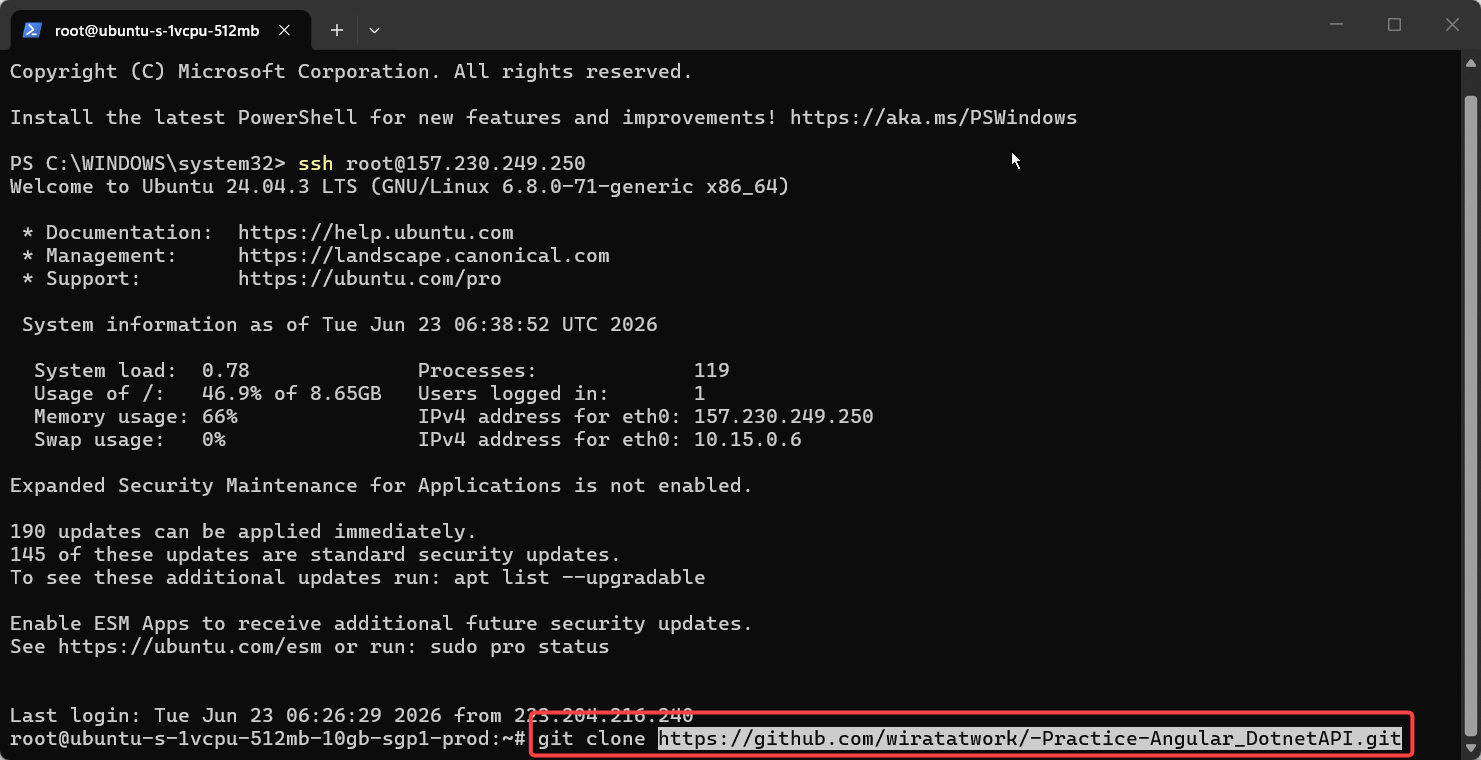 root@ubuntu-s-1vcpu-512mb
Copyright (C) Microsoft Corporation. All rights reserved.
Install the latest PowerShell for new features and improvements! https://aka.ms/PSWindows
PS C:\WINDOWS\system32> ssh root@157.230.249.250
Welcome to Ubuntu 24.04.3 LTS (GNU/Linux 6.8.0-71-generic x86_64)
* Documentation:  https://help.ubuntu.com
* Management:     https://landscape.canonical.com
* Support:        https://ubuntu.com/pro
System information as of Tue Jun 23 06:38:52 UTC 2026
System load:  0.78              Processes:             119
Usage of /:   46.9% of 8.65GB   Users logged in:       1
Memory usage: 66%               IPv4 address for eth0: 157.230.249.250
Swap usage:   0%                IPv4 address for eth0: 10.15.0.6
Expanded Security Maintenance for Applications is not enabled.
190 updates can be applied immediately.
145 of these updates are standard security updates.
To see these additional updates run: apt list --upgradable
Enable ESM Apps to receive additional future security updates.
See https://ubuntu.com/esm or run: sudo pro status
Last login: Tue Jun 23 06:26:29 2026 from 223.204.216.240
root@ubuntu-s-1vcpu-512mb-10gb-sgp1-prod:~# git clone https://github.com/wiratatwork/-Practice-Angular_DotnetAPI.git